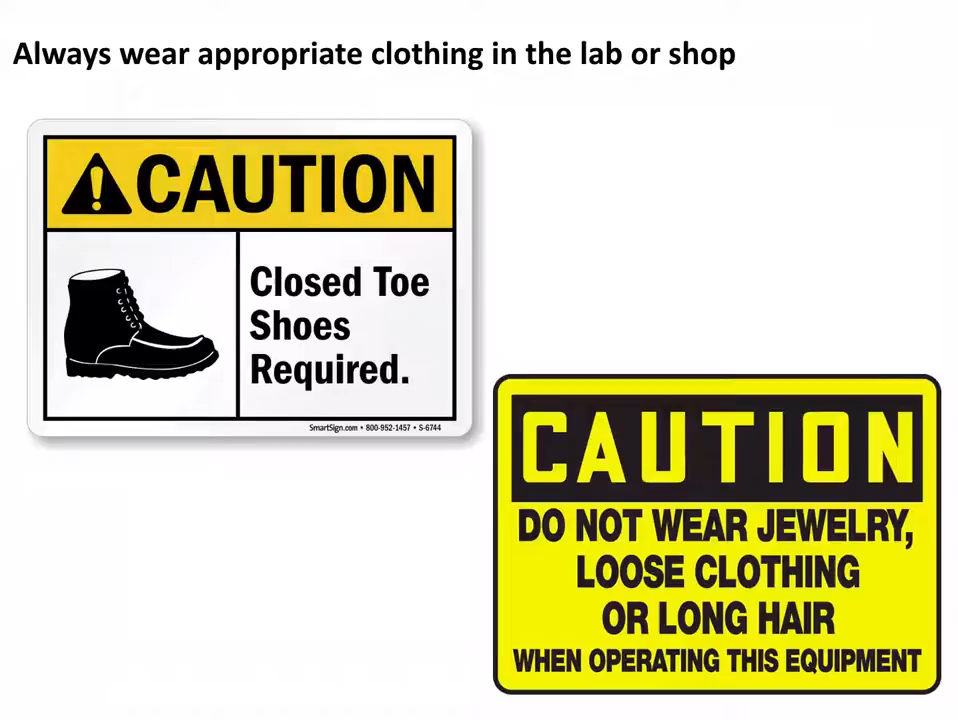 Always wear appropriate clothing in the lab or shop
CAUTION
Closed Toe
Shoes
Required.
SmartSign.com • 800-952-1457 • S-6744
CAUTION
DO NOT WEAR JEWELRY,
LOOSE CLOTHING
OR LONG HAIR
WHEN OPERATING THIS EQUIPMENT